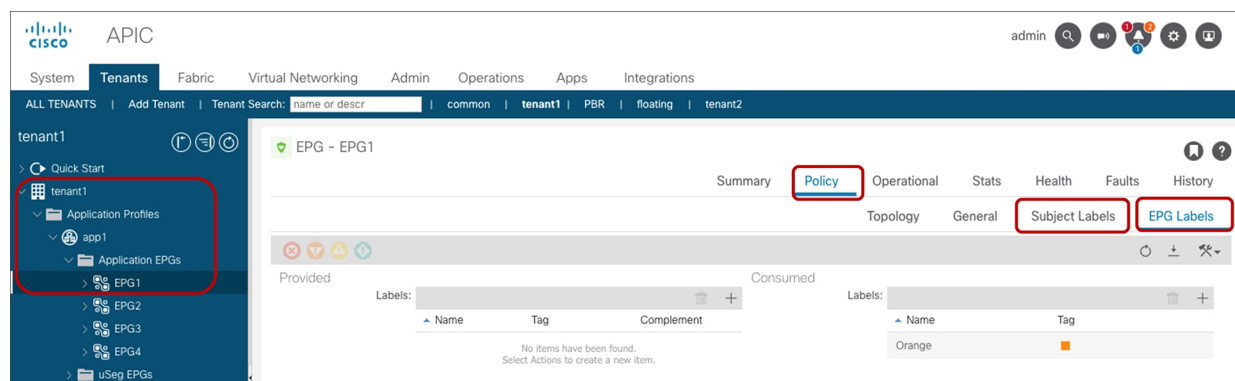 CISCO APIC admin 1 2 1
System Tenants Fabric Virtual Networking Admin Operations Apps Integrations
ALL TENANTS | Add Tenant | Tenant Search: name or descr | common | tenant1 | PBR | floating | tenant2
tenant1
Quick Start
tenant1
Application Profiles
app1
Application EPGs
EPG1
EPG2
EPG3
EPG4
uSeg EPGs
EPG - EPG1
Summary Policy Operational Stats Health Faults History
Topology General Subject Labels EPG Labels
Provided
Labels:
Name Tag Complement
No items have been found.
Select Actions to create a new item.
Consumed
Labels:
Name Tag
Orange